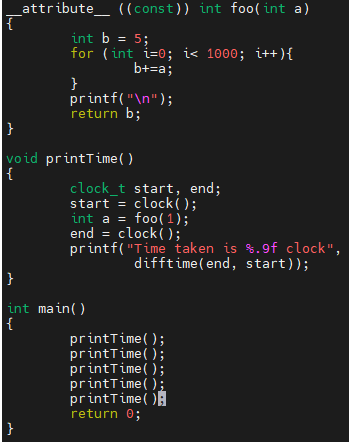 __attribute__ ((const)) int foo(int a)
{
        int b = 5;
        for (int i=0; i< 1000; i++){
                b+=a;
        }
        printf("\n");
        return b;
}

void printTime()
{
        clock_t start, end;
        start = clock();
        int a = foo(1);
        end = clock();
        printf("Time taken is %.9f clock",
                difftime(end, start));
}

int main()
{
        printTime();
        printTime();
        printTime();
        printTime();
        printTime();
        return 0;
}